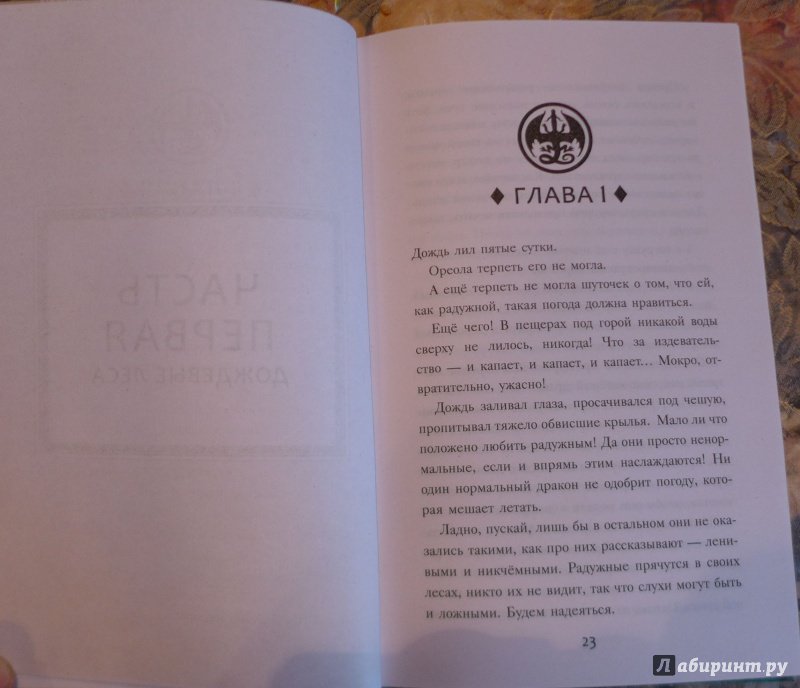 ЧАСТЬ
ПЕРВАЯ
ДОЖДЕВЫЕ ЛЕСА
ГЛАВА 1
Дождь лил пятые сутки.
Ореола терпеть его не могла.
А ещё терпеть не могла шуточек о том, что ей,
как радужной, такая погода должна нравиться.
Ещё чего! В пещерах под горой никакой воды
сверху не лилось, никогда! Что за издеватель-
ство — и капает, и капает, и капает... Мокро, от-
вратительно, ужасно!
Дождь заливал глаза, просачивался под чешую,
пропитывал тяжело обвисшие крылья. Мало ли что
положено любить радужным! Да они просто ненор-
мальные, если и впрямь этим наслаждаются! Ни
один нормальный дракон не одобрит погоду, кото-
рая мешает летать.
Ладно, пускай, лишь бы в остальном они не ока-
зались такими, как про них рассказывают — лени-
выми и никчёмными. Радужные прячутся в своих
лесах, никто их не видит, так что слухи могут быть
и ложными. Будем надеяться.
23
Лабиринт.ру